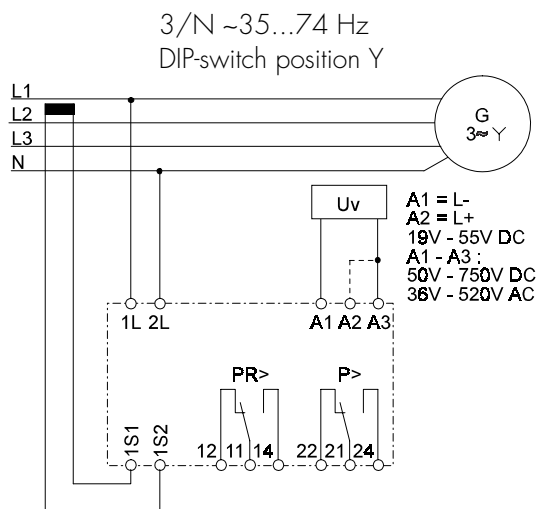 3/N ~35...74 Hz
DIP-switch position Y
L1
L2
L3
N
G
3≈ Y
Uv
A1 = L-
A2 = L+
19V - 55V DC
A1 - A3 :
50V - 750V DC
36V - 520V AC
1L 2L A1 A2 A3
PR> P>
1S1 1S2 12 11 14 22 21 24